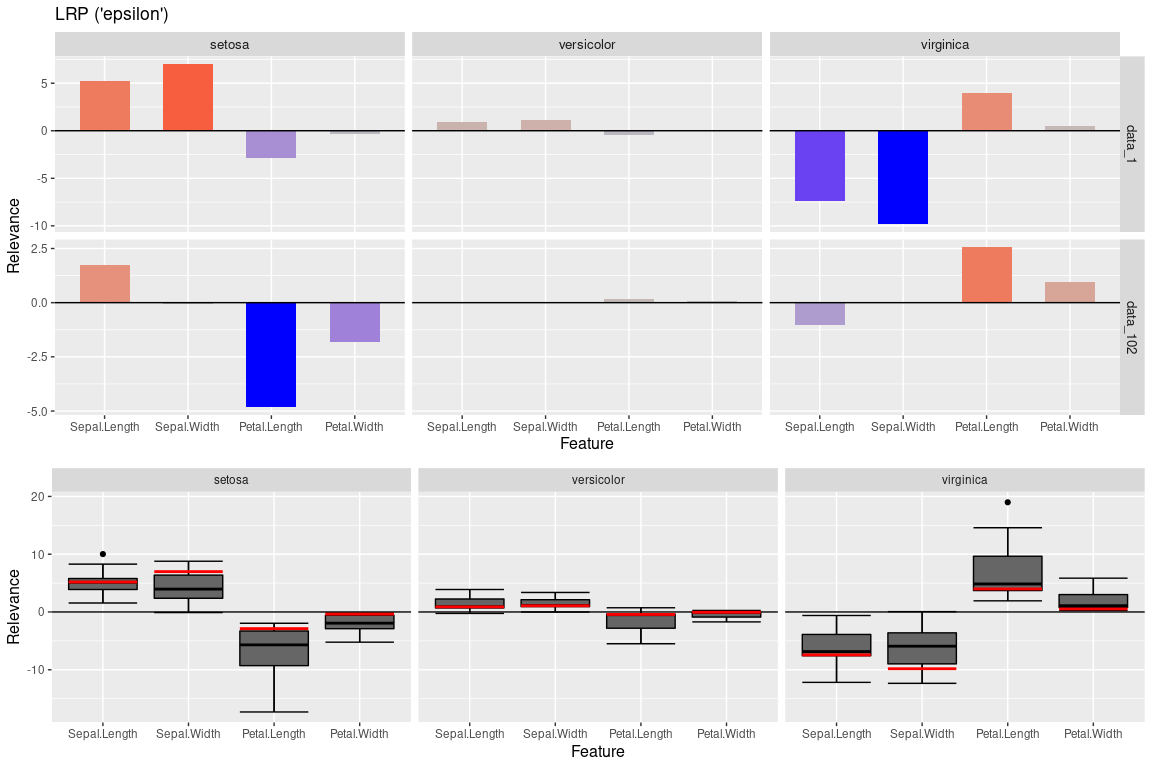 LRP ('epsilon')
setosa versicolor virginica
5
0
-5
-10
data_1
Relevance
2.5
0.0
-2.5
-5.0
data_102
Sepal.Length Sepal.Width Petal.Length Petal.Width Sepal.Length Sepal.Width Petal.Length Petal.Width Sepal.Length Sepal.Width Petal.Length Petal.Width
Feature
setosa versicolor virginica
20
10
0
-10
Relevance
Sepal.Length Sepal.Width Petal.Length Petal.Width Sepal.Length Sepal.Width Petal.Length Petal.Width Sepal.Length Sepal.Width Petal.Length Petal.Width
Feature